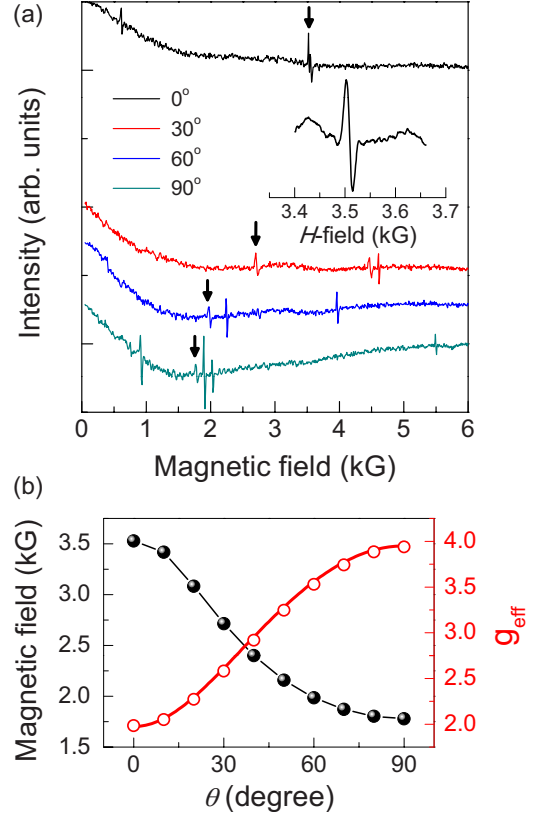 (a)
Intensity (arb. units)
0°
30°
60°
90°
3.4 3.5 3.6 3.7
H-field (kG)
0 1 2 3 4 5 6
Magnetic field (kG)
(b)
Magnetic field (kG)
3.5
3.0
2.5
2.0
1.5
4.0
3.5
3.0
2.5
2.0
g_eff
0 30 60 90
θ (degree)